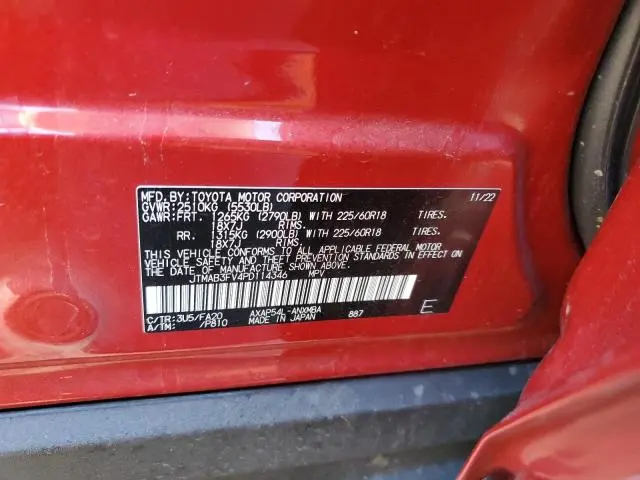 MFD.BY:TOYOTA MOTOR CORPORATION 11/22
GVWR:2510KG (5530LB)
GAWR:FRT. 1265KG (2790LB) WITH 225/60R18 TIRES.
18X7J RIMS.
RR. 1315KG (2900LB) WITH 225/60R18 TIRES.
18X7J RIMS.
THIS VEHICLE CONFORMS TO ALL APPLICABLE FEDERAL MOTOR
VEHICLE SAFETY AND THEFT PREVENTION STANDARDS IN EFFECT
ON THE DATE OF MANUFACTURE SHOWN ABOVE.
JTMAB3FV4PD114346 MPV
C/TR:3U5/FA20 AXAP54L-ANXMBA 887 E
A/TM: /P810 MADE IN JAPAN